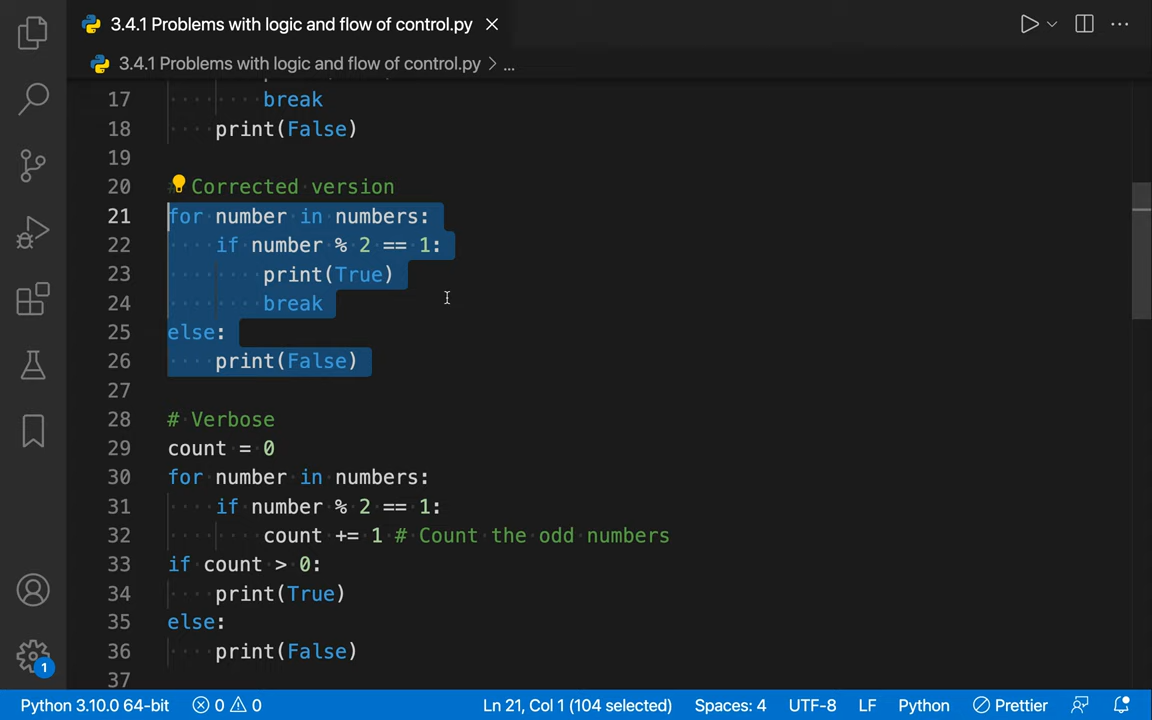 3.4.1 Problems with logic and flow of control.py
3.4.1 Problems with logic and flow of control.py > ...
17 break
18 print(False)
19
20 # Corrected version
21 for number in numbers:
22 if number % 2 == 1:
23 print(True)
24 break
25 else:
26 print(False)
27
28 # Verbose
29 count = 0
30 for number in numbers:
31 if number % 2 == 1:
32 count += 1 # Count the odd numbers
33 if count > 0:
34 print(True)
35 else:
36 print(False)
37
1
Python 3.10.0 64-bit 0 0 Ln 21, Col 1 (104 selected) Spaces: 4 UTF-8 LF Python Prettier